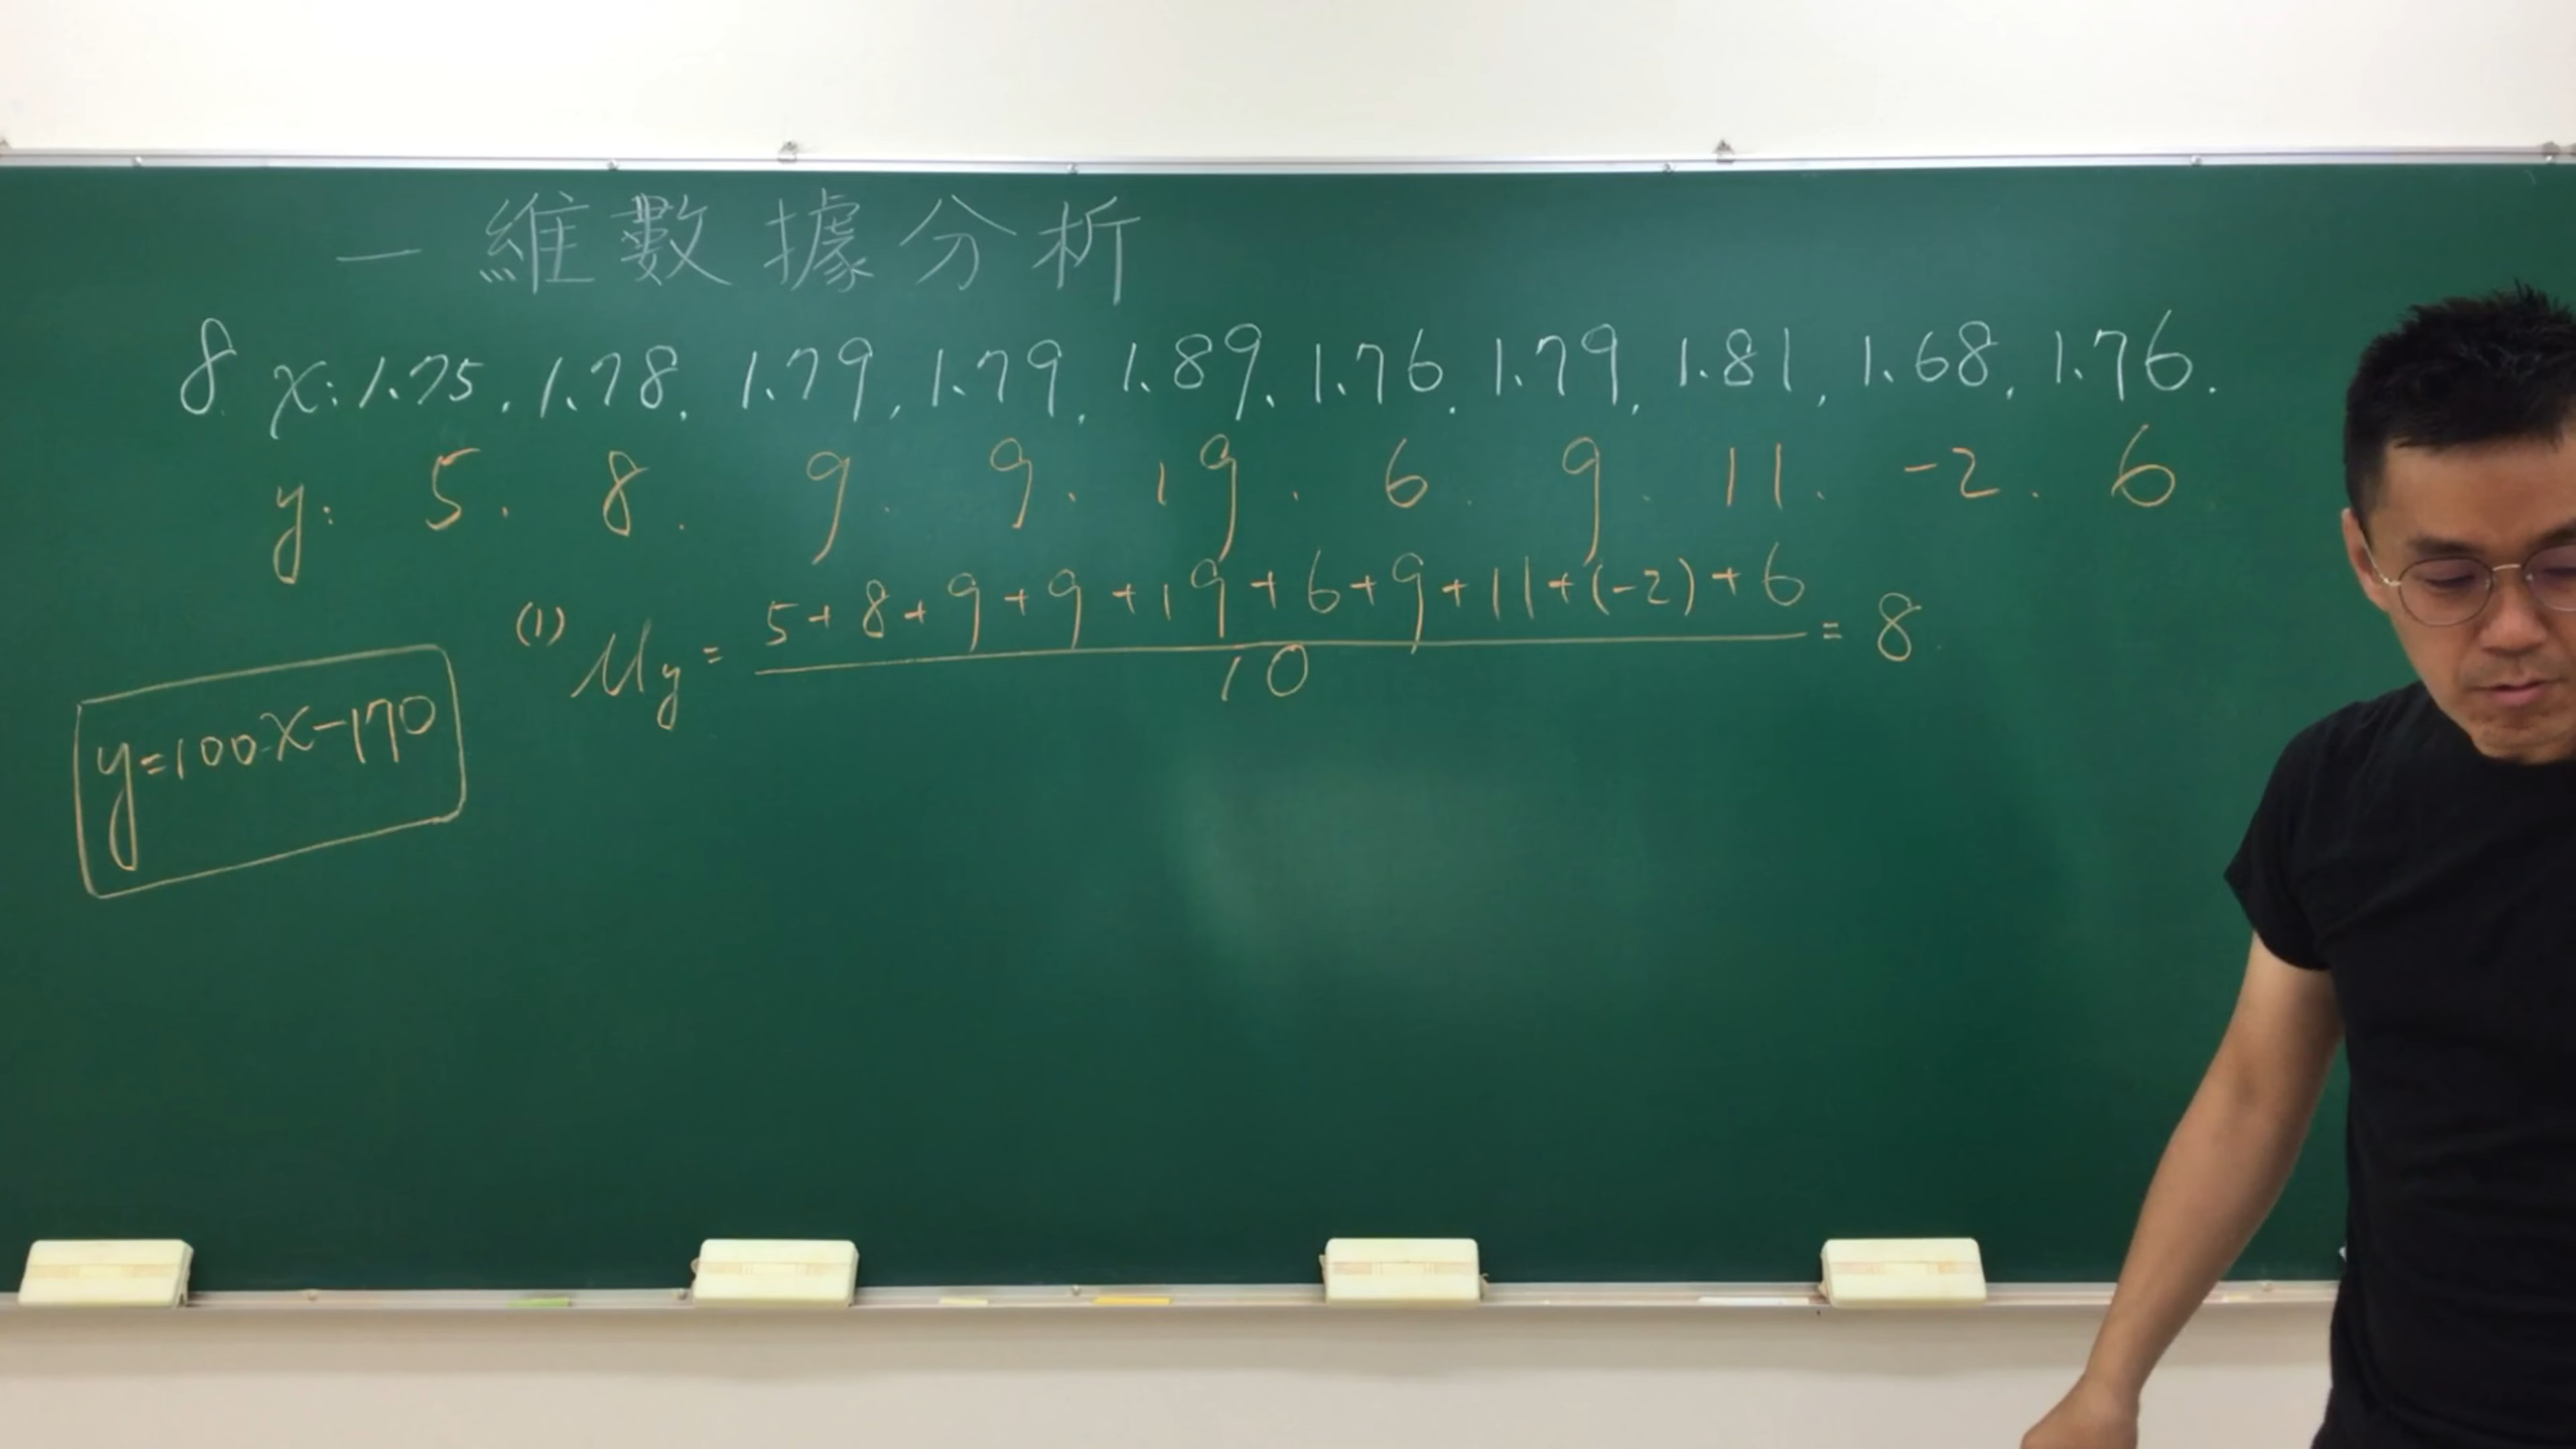 一維數據分析
8. x: 1.75, 1.78, 1.79, 1.79, 1.89, 1.76, 1.79, 1.81, 1.68, 1.76.
y: 5. 8. 9. 9. 19. 6. 9. 11. -2. 6
(1) μy = (5+8+9+9+19+6+9+11+(-2)+6)/10 = 8.
y=100x-170